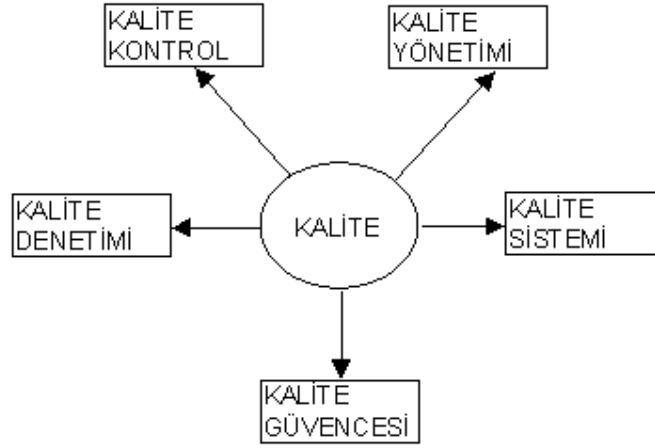 KALİTE
KONTROL
KALİTE
YÖNETİMİ
KALİTE
DENETİMİ
KALİTE
KALİTE
SİSTEMİ
KALİTE
GÜVENCESİ